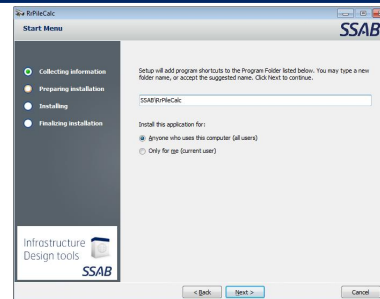 RrPileCalc
Start Menu
SSAB
Collecting information
Preparing installation
Installing
Finalizing installation
Setup will add program shortcuts to the Program Folder listed below. You may type a new
folder name, or accept the suggested name. Click Next to continue.
SSAB\RrPileCalc
Install this application for:
Anyone who uses this computer (all users)
Only for me (current user)
Infrastructure
Design tools
SSAB
< Back
Next >
Cancel